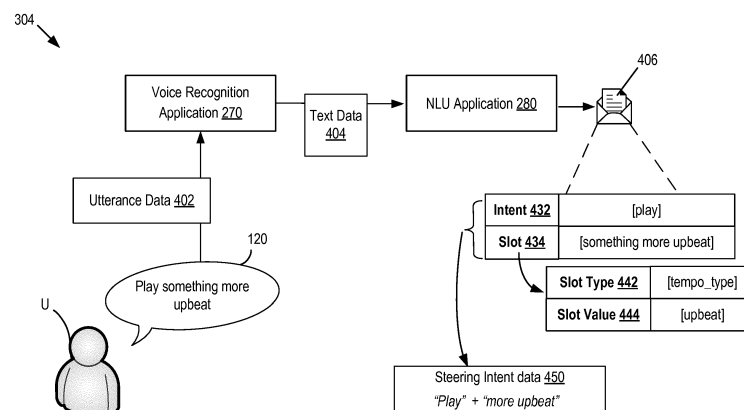 304
406
Voice Recognition
Application 270
Text Data
404
NLU Application 280
Utterance Data 402
Intent 432
[play]
Slot 434
[something more upbeat]
120
Slot Type 442
[tempo_type]
Slot Value 444
[upbeat]
Play something more
upbeat
U
Steering Intent data 450
“Play” + “more upbeat”